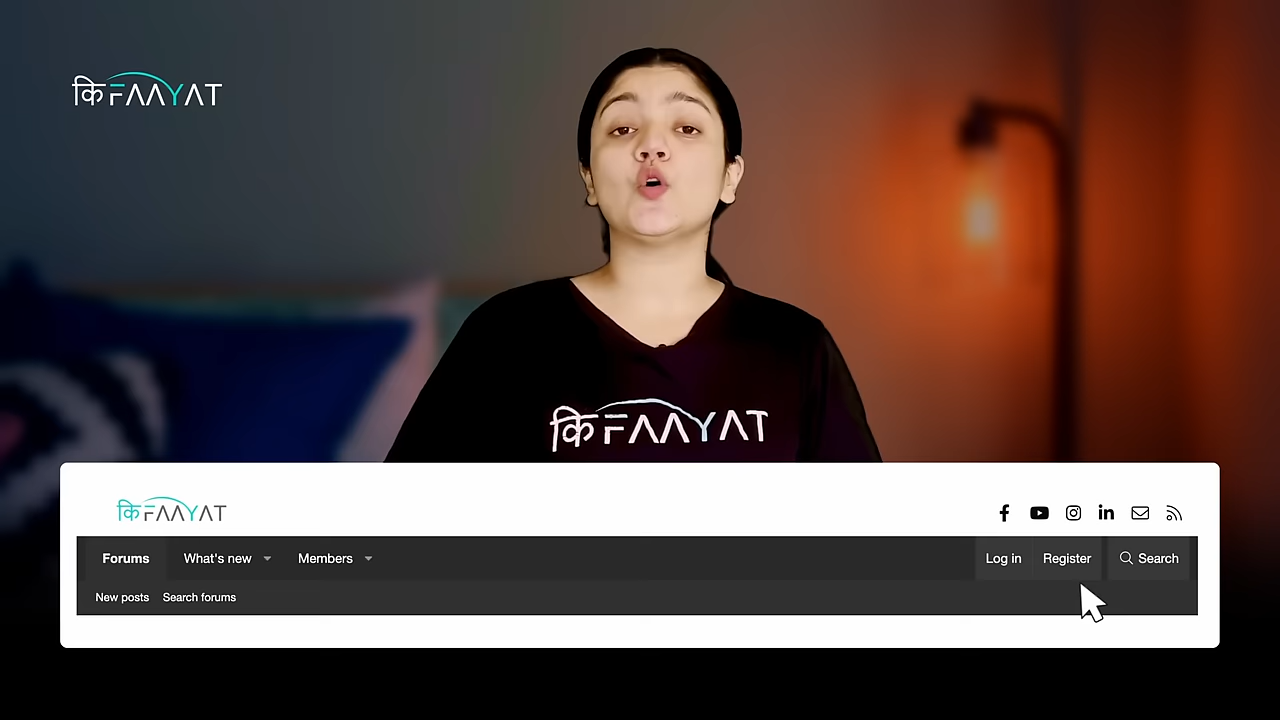 किFAAYAT
किFAAYAT
किFAAYAT
Forums What's new Members Log in Register Search
New posts Search forums